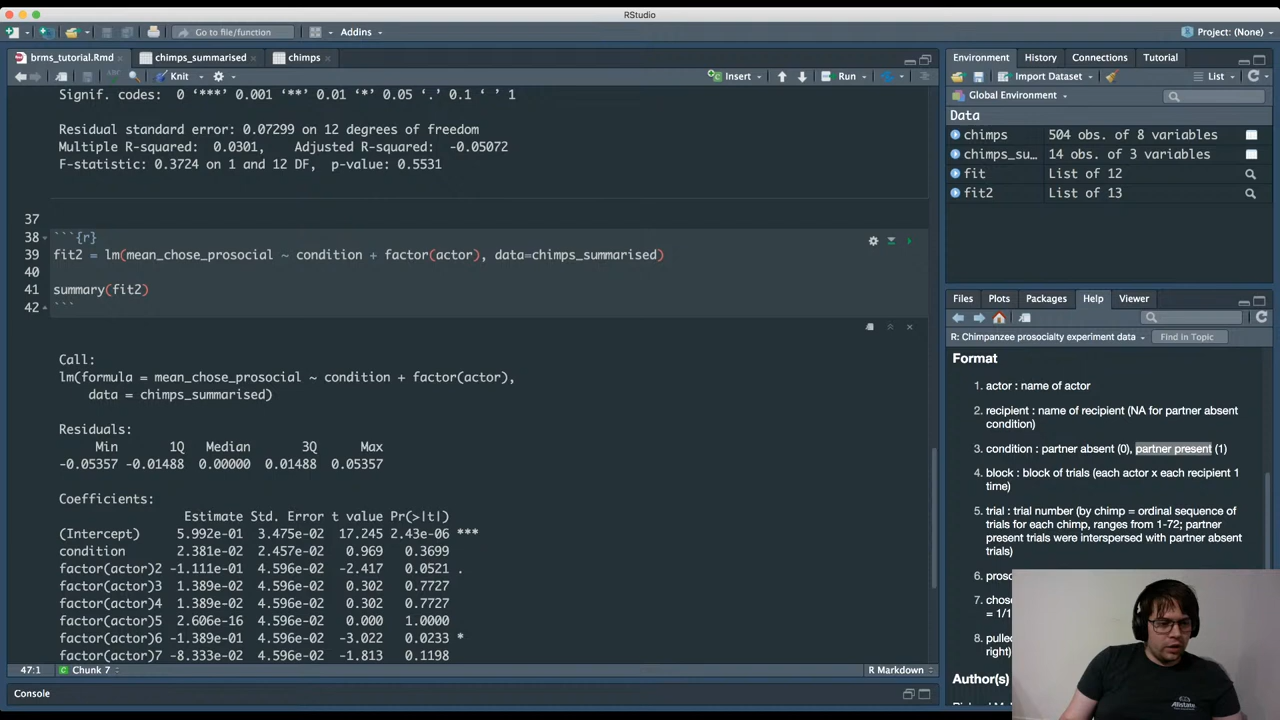 RStudio
Go to file/function
Addins
Project: (None)
brms_tutorial.Rmd
chimps_summarised
chimps
Knit
Insert
Run
Signif. codes:  0 ‘***’ 0.001 ‘**’ 0.01 ‘*’ 0.05 ‘.’ 0.1 ‘ ’ 1
Residual standard error: 0.07299 on 12 degrees of freedom
Multiple R-squared: 0.0301, Adjusted R-squared: -0.05072
F-statistic: 0.3724 on 1 and 12 DF, p-value: 0.5531
37
38 ```{r}
39 fit2 = lm(mean_chose_prosocial ~ condition + factor(actor), data=chimps_summarised)
40
41 summary(fit2)
42 ```
Call:
lm(formula = mean_chose_prosocial ~ condition + factor(actor),
data = chimps_summarised)
Residuals:
Min 1Q Median 3Q Max
-0.05357 -0.01488 0.00000 0.01488 0.05357
Coefficients:
Estimate Std. Error t value Pr(>|t|)
(Intercept) 5.992e-01 3.475e-02 17.245 2.43e-06 ***
condition 2.381e-02 2.457e-02 0.969 0.3699
factor(actor)2 -1.111e-01 4.596e-02 -2.417 0.0521 .
factor(actor)3 1.389e-02 4.596e-02 0.302 0.7727
factor(actor)4 1.389e-02 4.596e-02 0.302 0.7727
factor(actor)5 2.606e-16 4.596e-02 0.000 1.0000
factor(actor)6 -1.389e-01 4.596e-02 -3.022 0.0233 *
factor(actor)7 -8.333e-02 4.596e-02 -1.813 0.1198
47:1 Chunk 7 R Markdown
Console
Environment History Connections Tutorial
Import Dataset List
Global Environment
Data
chimps 504 obs. of 8 variables
chimps_su… 14 obs. of 3 variables
fit List of 12
fit2 List of 13
Files Plots Packages Help Viewer
R: Chimpanzee prosocialty experiment data Find in Topic
Format
1. actor : name of actor
2. recipient : name of recipient (NA for partner absent
condition)
3. condition : partner absent (0), partner present (1)
4. block : block of trials (each actor x each recipient 1
time)
5. trial : trial number (by chimp = ordinal sequence of
trials for each chimp, ranges from 1-72; partner
present trials were interspersed with partner absent
trials)
6.
7.
= 1/1
8. pulled
right)
Author(s)
Allstate